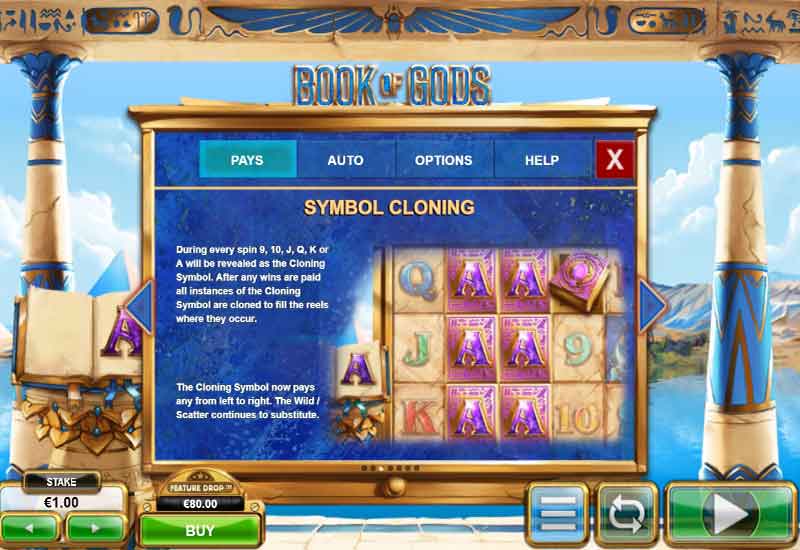 BOOK OF GODS
PAYS
AUTO
OPTIONS
HELP
X
SYMBOL CLONING
During every spin 9, 10, J, Q, K or
A will be revealed as the Cloning
Symbol. After any wins are paid
all instances of the Cloning
Symbol are cloned to fill the reels
where they occur.
The Cloning Symbol now pays
any from left to right. The Wild /
Scatter continues to substitute.
Q A A
J A A 9
K A A 10
A
A
STAKE
€1.00
FEATURE DROP™
€80.00
BUY